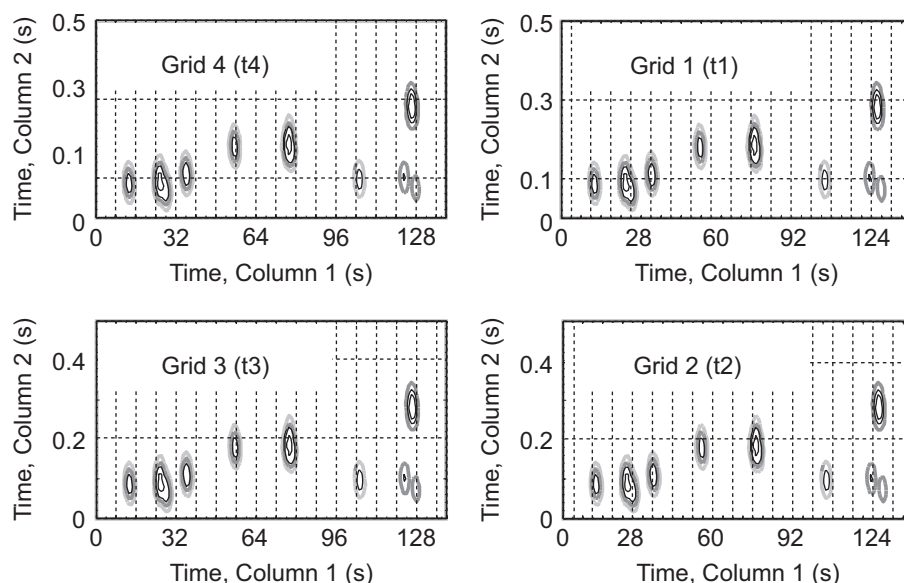 Time, Column 2 (s)
0.5
0.3
0.1
0
Grid 4 (t4)
0 32 64 96 128
Time, Column 1 (s)
Time, Column 2 (s)
0.5
0.3
0.1
0
Grid 1 (t1)
0 28 60 92 124
Time, Column 1 (s)
Time, Column 2 (s)
0.4
0.2
0
Grid 3 (t3)
0 32 64 96 128
Time, Column 1 (s)
Time, Column 2 (s)
0.4
0.2
0
Grid 2 (t2)
0 28 60 92 124
Time, Column 1 (s)